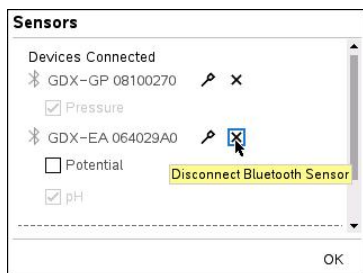 Sensors
Devices Connected
GDX-GP 08100270
Pressure
GDX-EA 064029A0
Potential
Disconnect Bluetooth Sensor
pH
OK